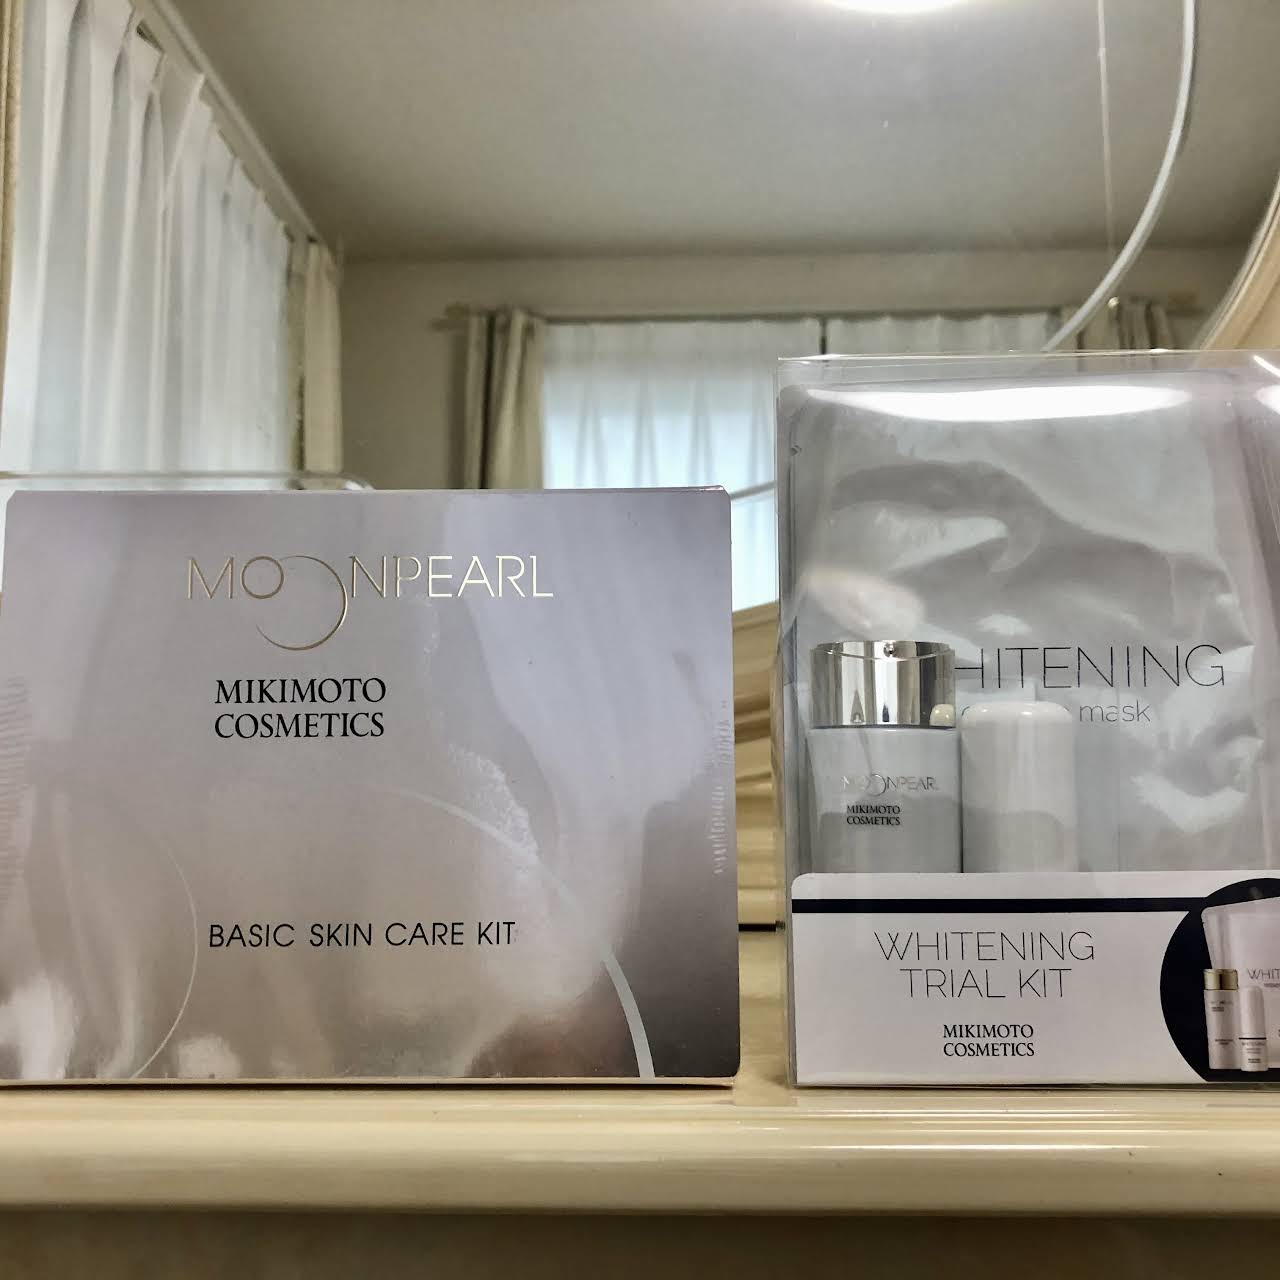 MOONPEARL
MIKIMOTO
COSMETICS
BASIC SKIN CARE KIT
HITENING
mask
MOONPEARL
MIKIMOTO
COSMETICS
WHITENING
TRIAL KIT
MIKIMOTO
COSMETICS